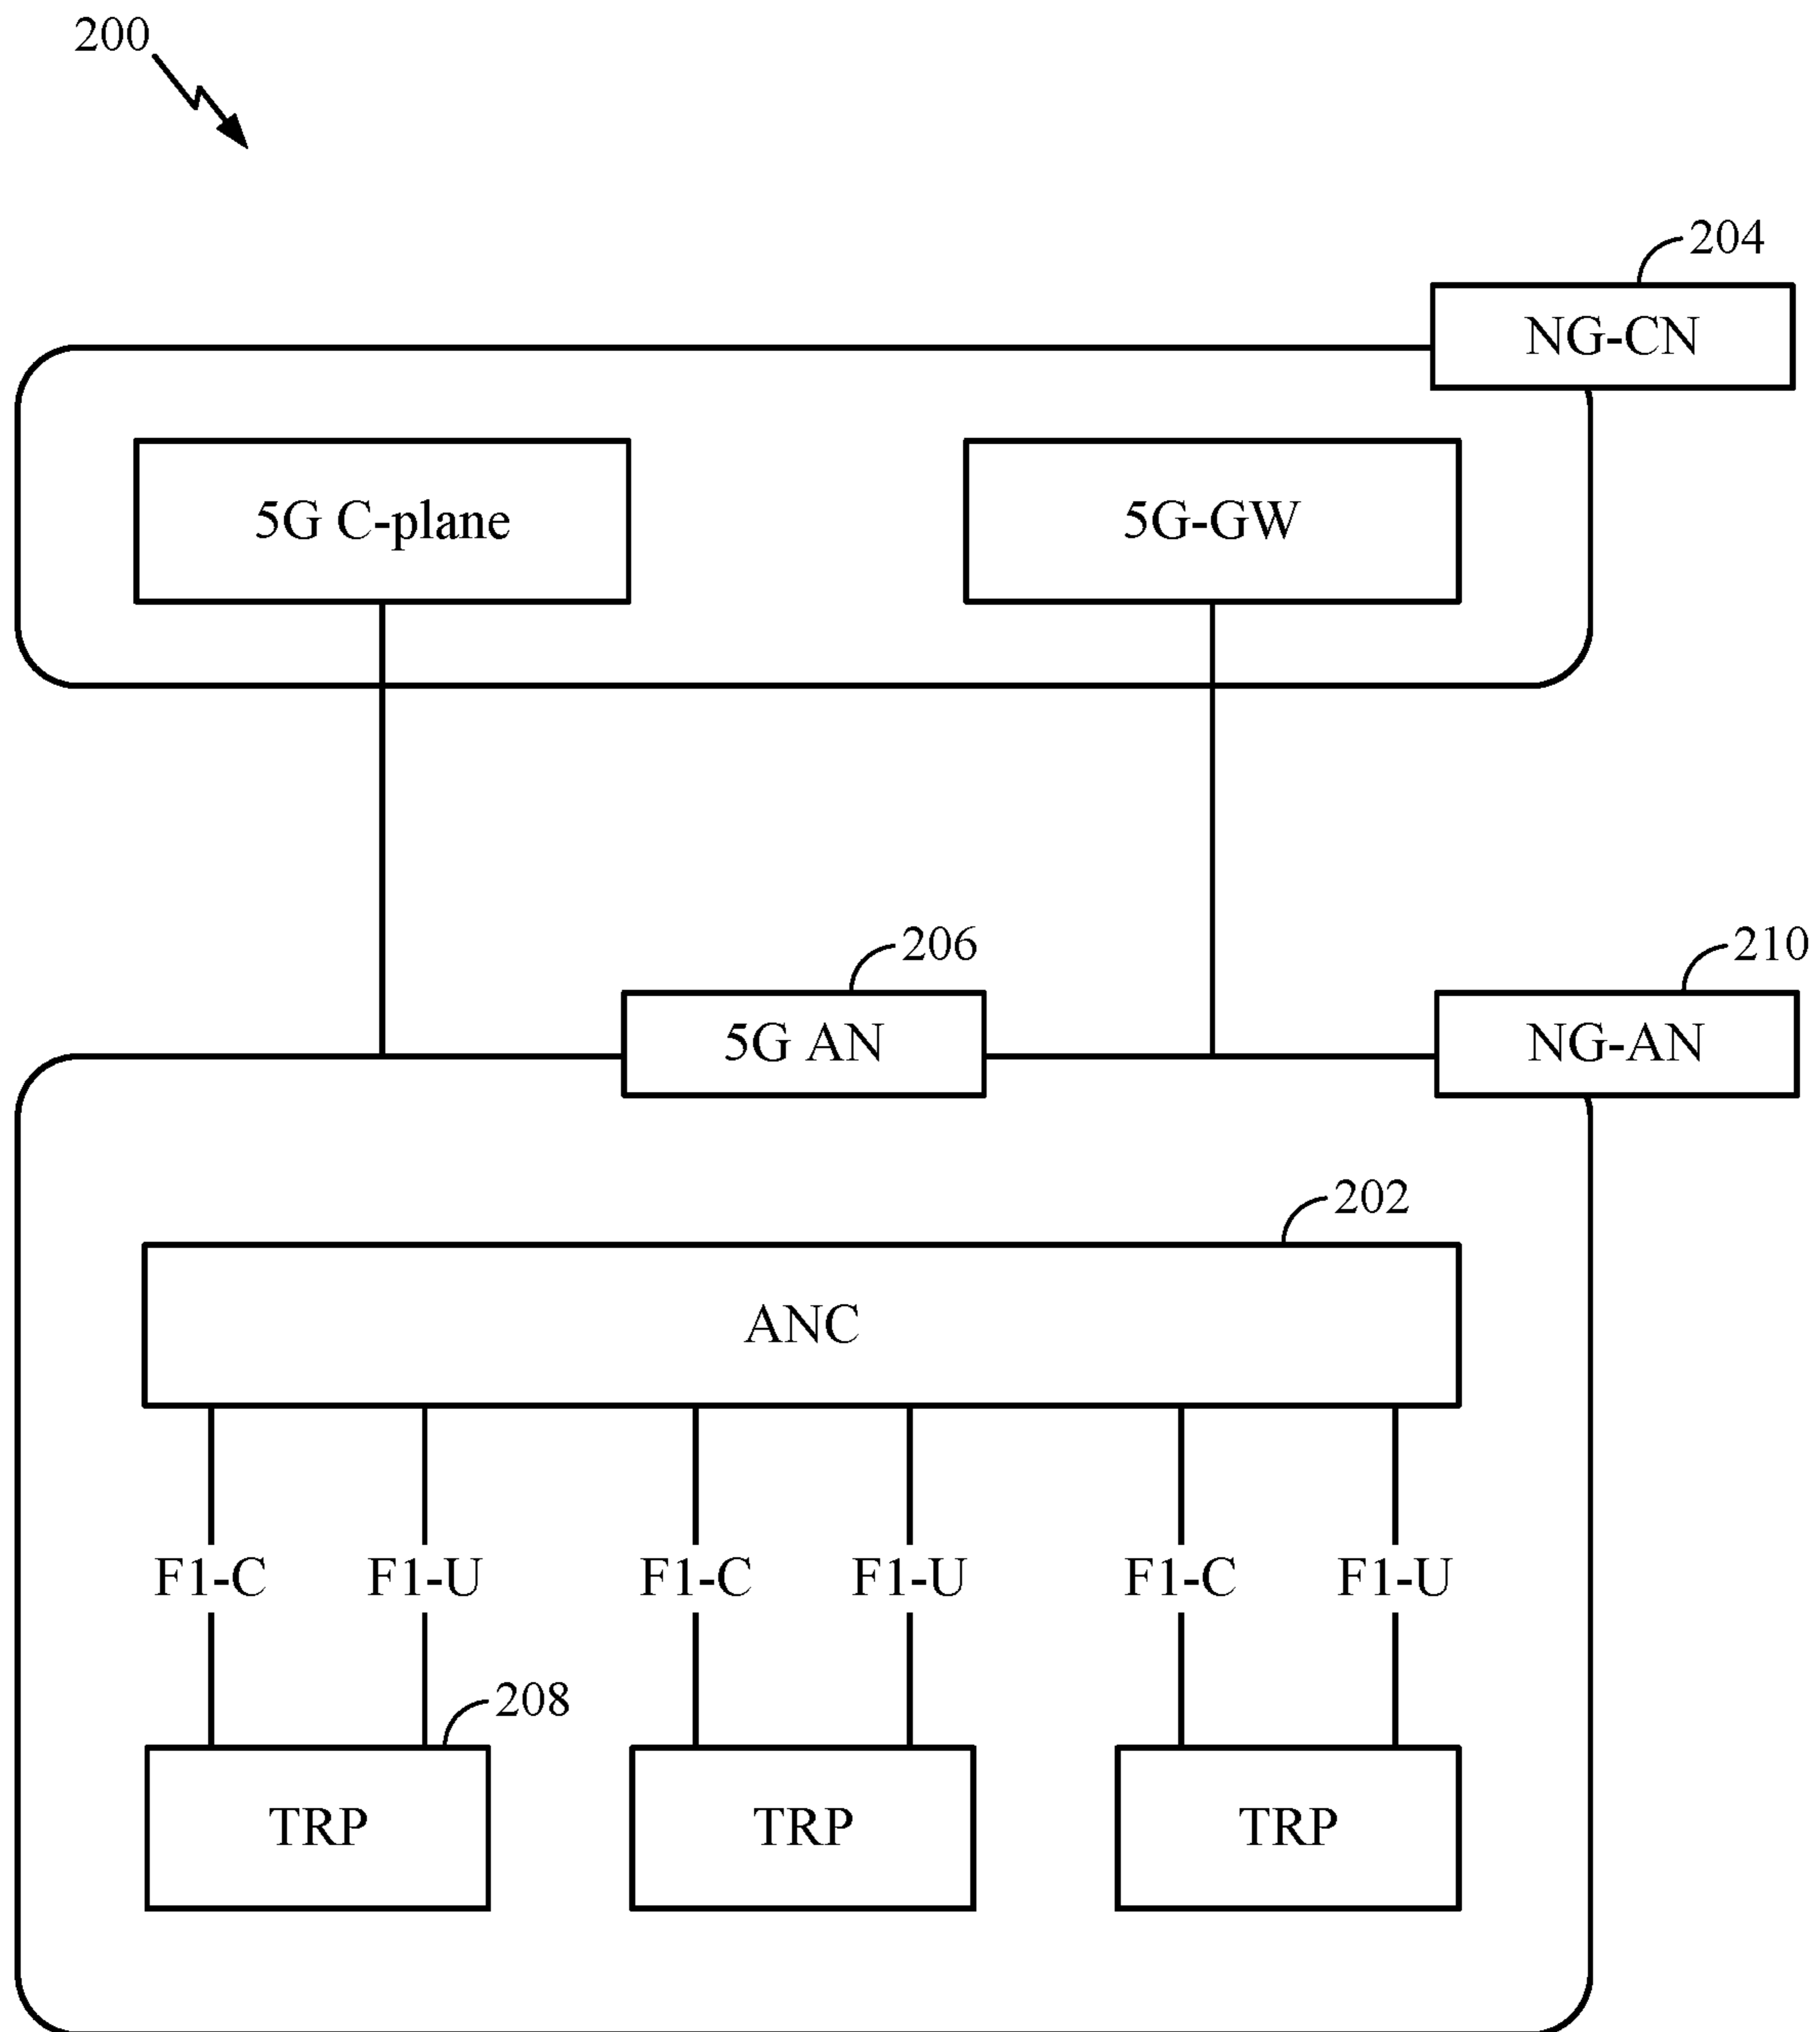 200
204
NG-CN
5G C-plane
5G-GW
206
210
5G AN
NG-AN
202
ANC
F1-C
F1-U
F1-C
F1-U
F1-C
F1-U
208
TRP
TRP
TRP